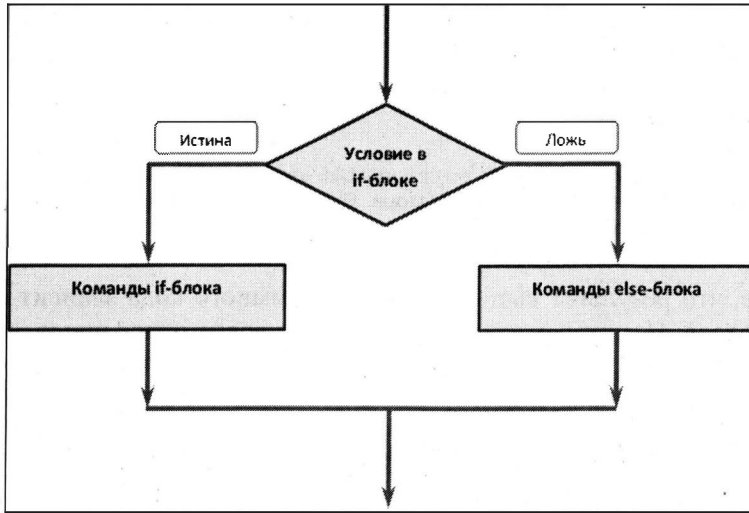 Истина
Ложь
Условие в
if-блоке
Команды if-блока
Команды else-блока